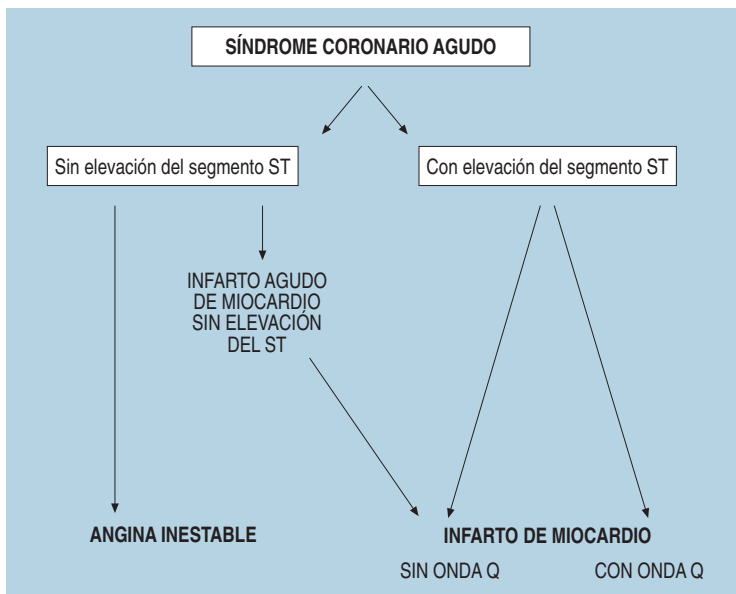 SÍNDROME CORONARIO AGUDO
Sin elevación del segmento ST
Con elevación del segmento ST
INFARTO AGUDO
DE MIOCARDIO
SIN ELEVACIÓN
DEL ST
ANGINA INESTABLE
INFARTO DE MIOCARDIO
SIN ONDA Q
CON ONDA Q